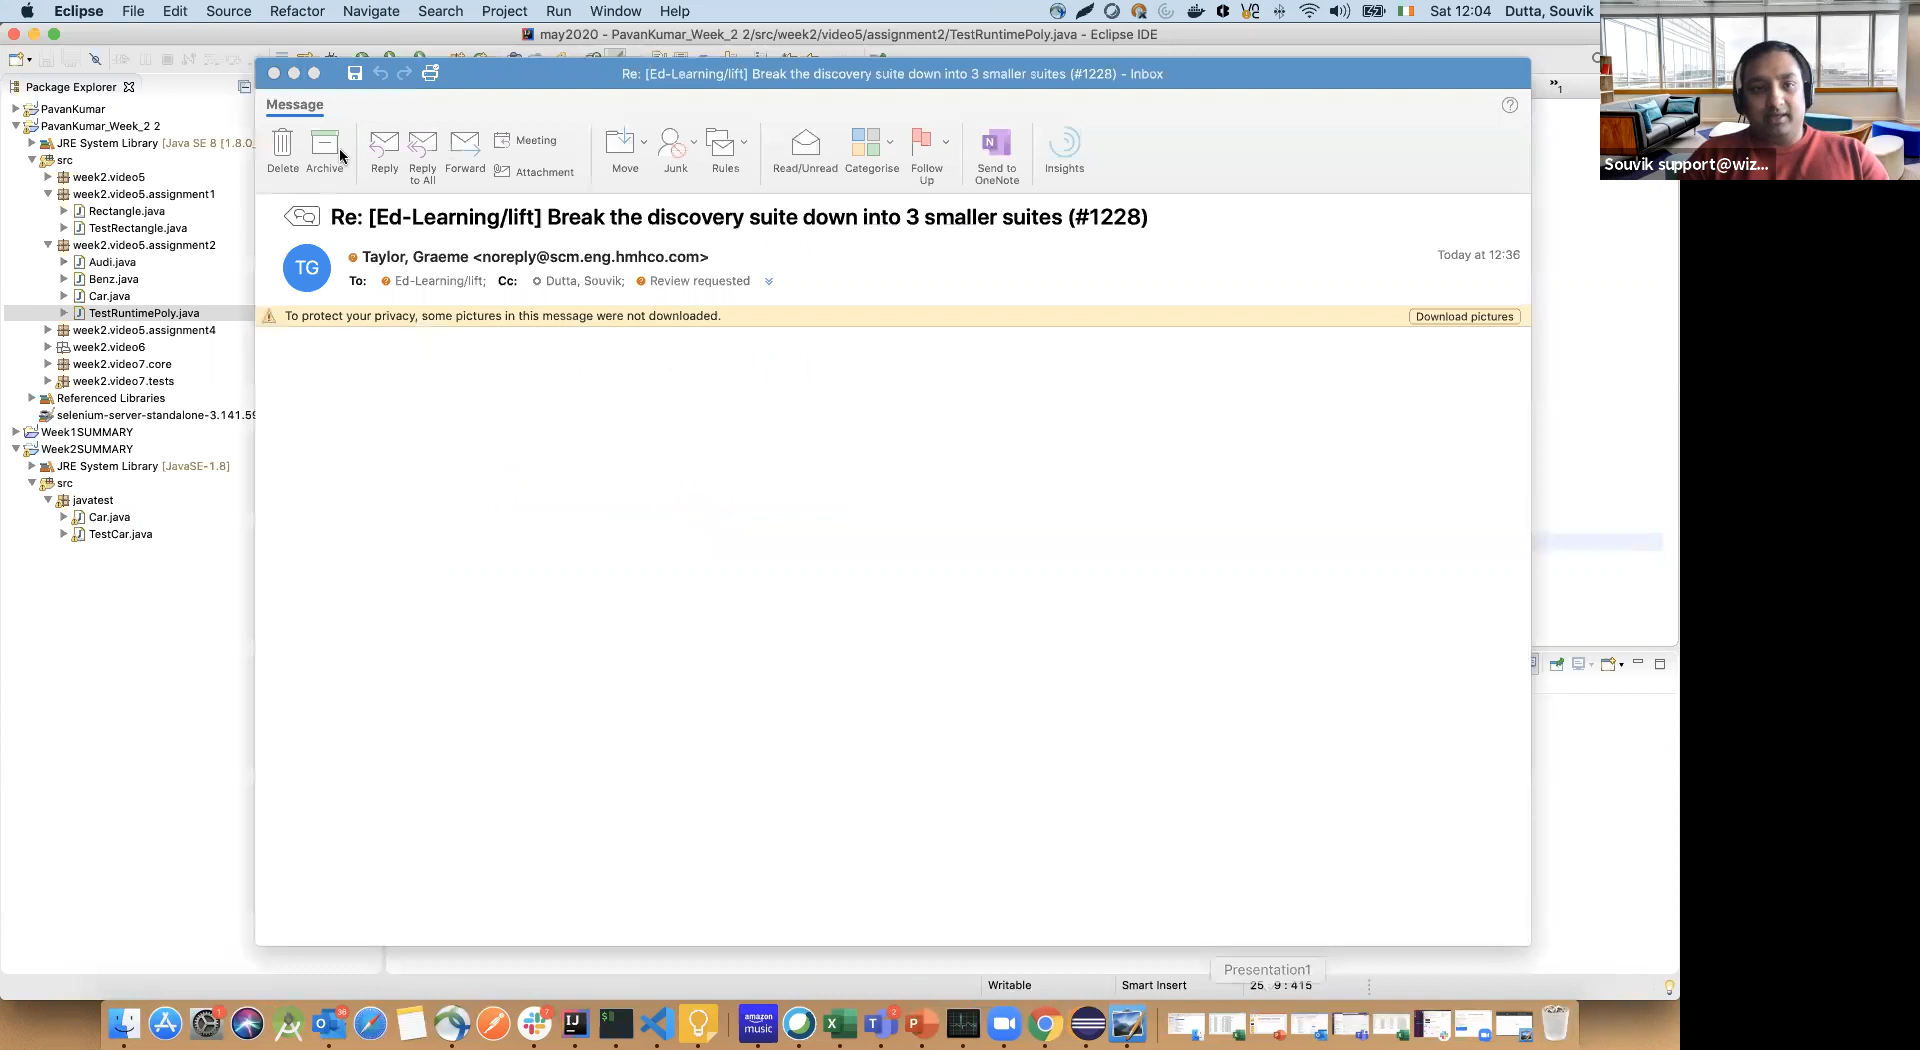 Eclipse File Edit Source Refactor Navigate Search Project Run Window Help Sat 12:04 Dutta, Souvik
may2020 - PavanKumar_Week_2 2/src/week2/video5/assignment2/TestRuntimePoly.java - Eclipse IDE
Package Explorer
PavanKumar
PavanKumar_Week_2 2
JRE System Library [Java SE 8 [1.8.0_
src
week2.video5
week2.video5.assignment1
Rectangle.java
TestRectangle.java
week2.video5.assignment2
Audi.java
Benz.java
Car.java
TestRuntimePoly.java
week2.video5.assignment4
week2.video6
week2.video7.core
week2.video7.tests
Referenced Libraries
selenium-server-standalone-3.141.59
Week1SUMMARY
Week2SUMMARY
JRE System Library [JavaSE-1.8]
src
javatest
Car.java
TestCar.java
Re: [Ed-Learning/lift] Break the discovery suite down into 3 smaller suites (#1228) - Inbox
Message
Delete Archive Reply Reply to All Forward Meeting Attachment Move Junk Rules Read/Unread Categorise Follow Up Send to OneNote Insights
Re: [Ed-Learning/lift] Break the discovery suite down into 3 smaller suites (#1228)
TG
Taylor, Graeme <noreply@scm.eng.hmhco.com>
Today at 12:36
To: Ed-Learning/lift; Cc: Dutta, Souvik; Review requested
To protect your privacy, some pictures in this message were not downloaded.
Download pictures
Souvik support@wiz...
Presentation1
Writable Smart Insert 25 : 9 : 415
amazon music